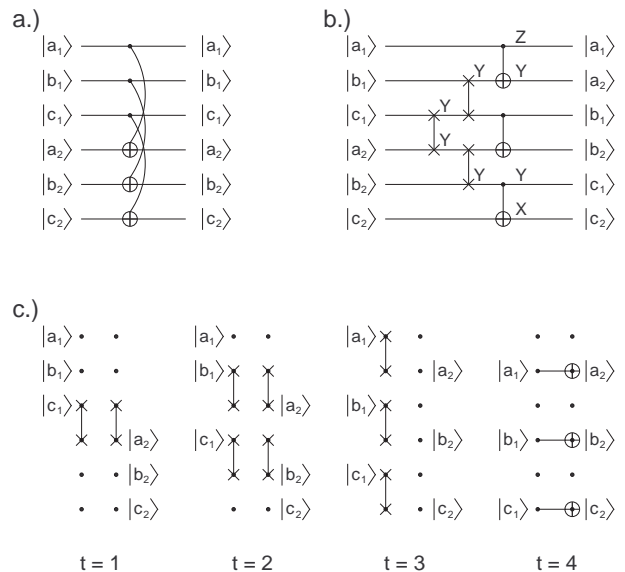 a.)
b.)
|a₁⟩ |a₁⟩ |a₁⟩ Z |a₁⟩
|b₁⟩ |b₁⟩ |b₁⟩ Y Y |a₂⟩
|c₁⟩ |c₁⟩ |c₁⟩ Y |b₁⟩
|a₂⟩ |a₂⟩ |a₂⟩ Y |b₂⟩
|b₂⟩ |b₂⟩ |b₂⟩ Y Y |c₁⟩
|c₂⟩ |c₂⟩ |c₂⟩ X |c₂⟩
c.)
|a₁⟩ |a₁⟩ |a₁⟩
|b₁⟩ |b₁⟩ |a₂⟩ |a₁⟩ |a₂⟩
|c₁⟩ |a₂⟩ |b₁⟩
|a₂⟩ |c₁⟩ |b₂⟩ |b₁⟩ |b₂⟩
|b₂⟩ |b₂⟩ |c₁⟩
|c₂⟩ |c₂⟩ |c₂⟩ |c₁⟩ |c₂⟩
t = 1 t = 2 t = 3 t = 4